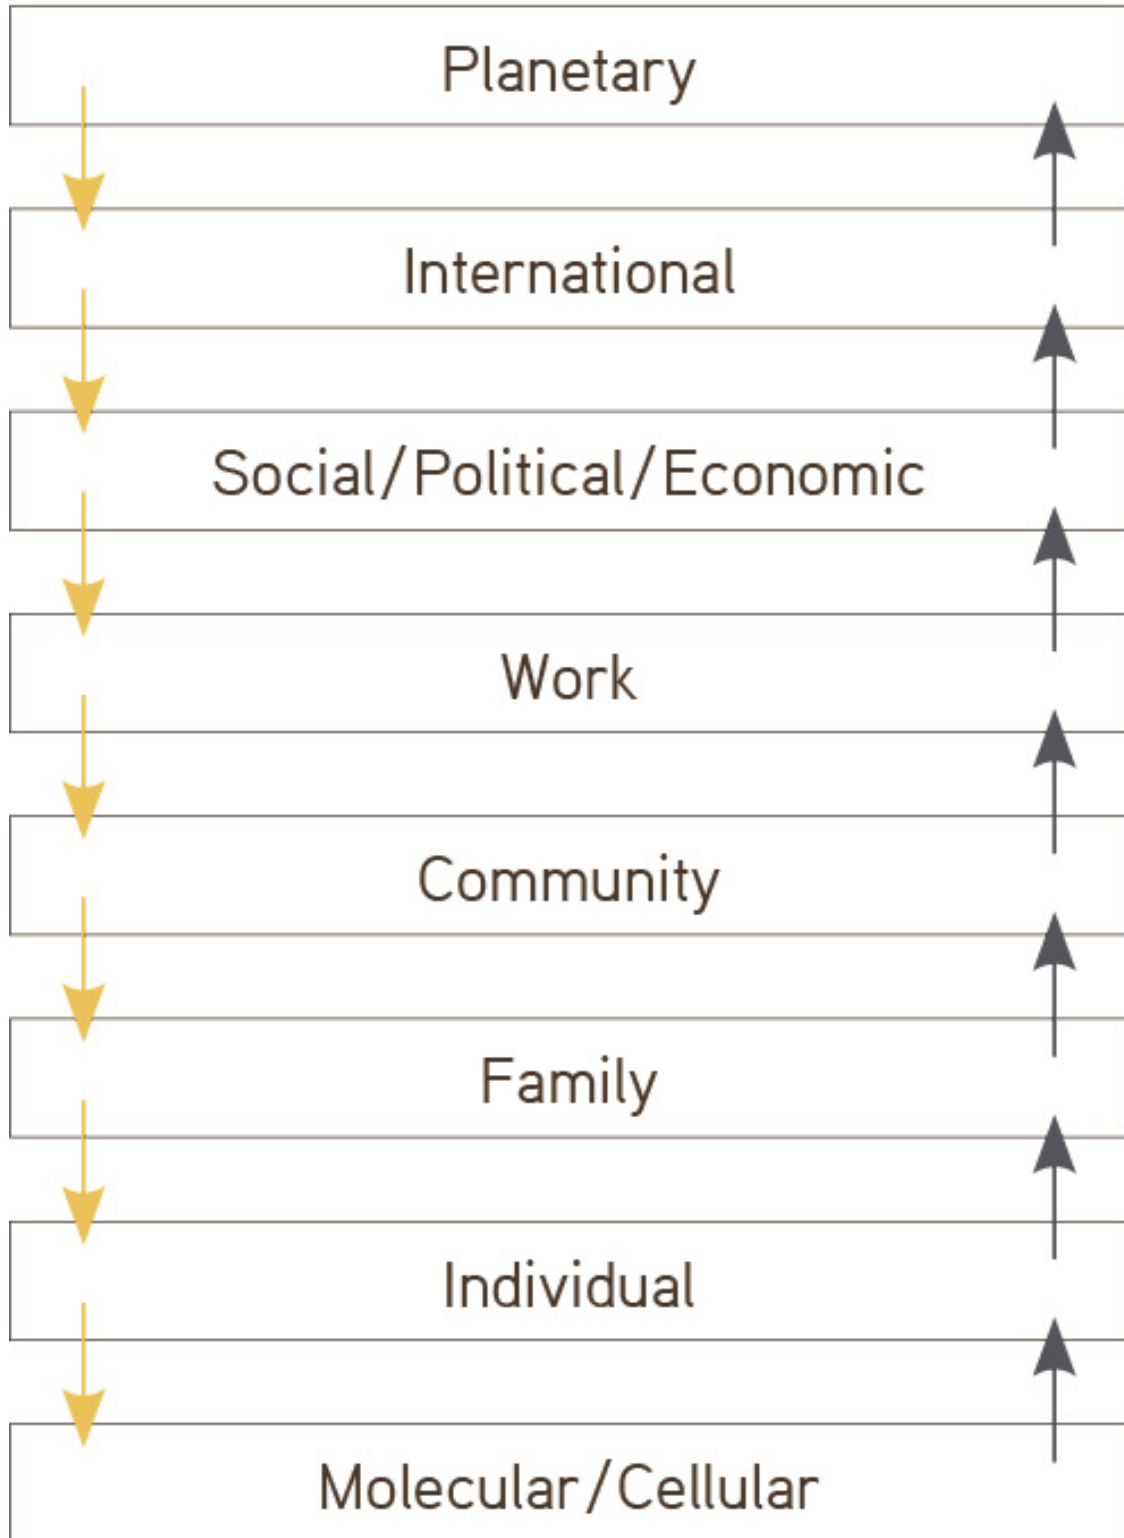 Planetary
International
Social/Political/Economic
Work
Community
Family
Individual
Molecular/Cellular